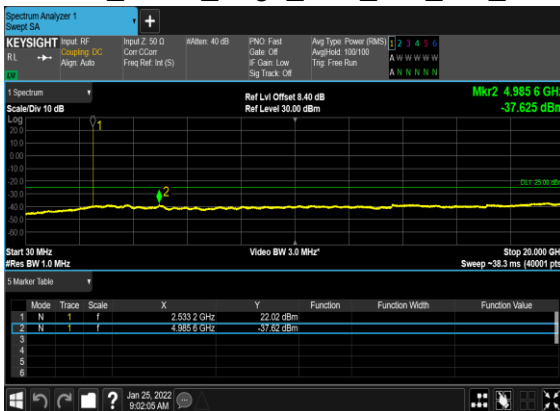 Spectrum Analyzer 1
Swept SA
+
KEYSIGHT Input: RF Input Z: 50 Ω #Atten: 40 dB PNO: Fast Avg Type: Power (RMS) 1 2 3 4 5 6
RL Coupling: DC Corr CCorr Gate: Off Avg|Hold: 100/100 A W W W W W
Align: Auto Freq Ref: Int (S) IF Gain: Low Trig: Free Run
Sig Track: Off A N N N N N
1 Spectrum Ref Lvl Offset 8.40 dB Mkr2 4.985 6 GHz
Scale/Div 10 dB Ref Level 30.00 dBm -37.625 dBm
Log
1
20.0
10.0
0.00
-10.0
-20.0
DL1 -25.00 dBm
-30.0
2
-40.0
-50.0
-60.0
Start 30 MHz Video BW 3.0 MHz* Stop 20.000 GHz
#Res BW 1.0 MHz Sweep ~38.3 ms (40001 pts)
5 Marker Table
Mode Trace Scale X Y Function Function Width Function Value
1 N 1 f 2.533 2 GHz 22.02 dBm
2 N 1 f 4.985 6 GHz -37.62 dBm
3
4
5
6
? Jan 25, 2022
9:02:05 AM